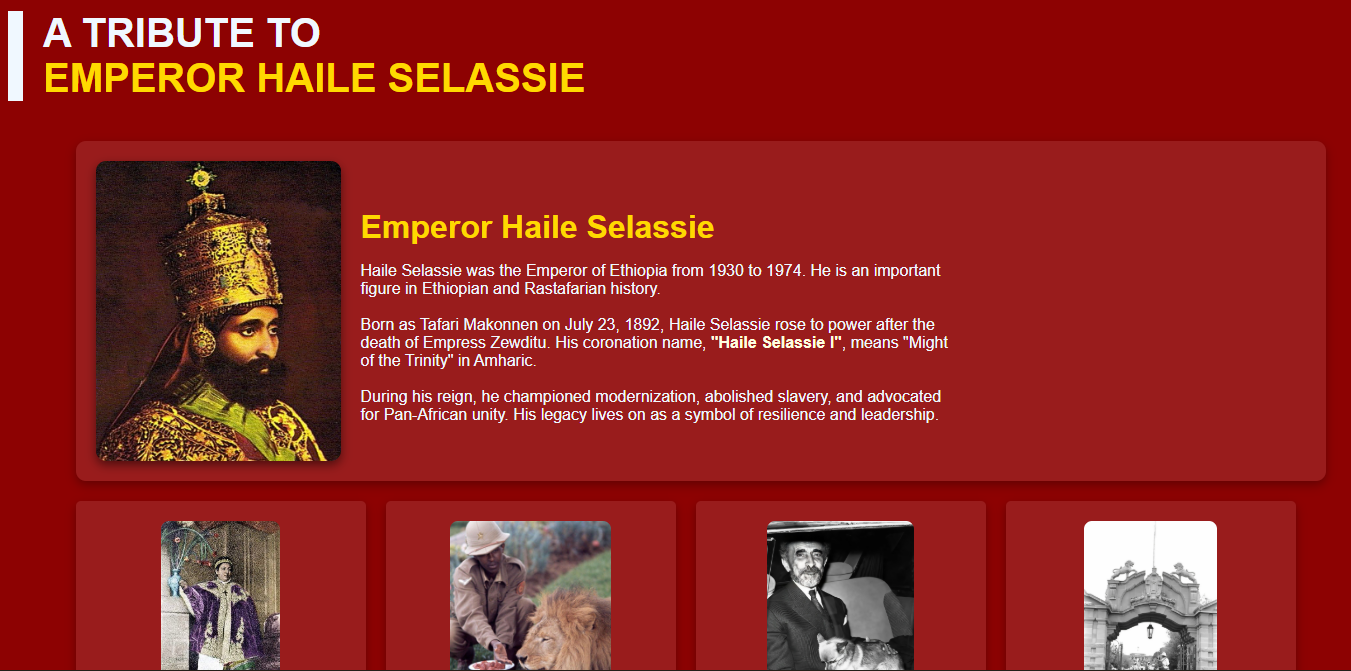 A TRIBUTE TO
EMPEROR HAILE SELASSIE
Emperor Haile Selassie
Haile Selassie was the Emperor of Ethiopia from 1930 to 1974. He is an important
figure in Ethiopian and Rastafarian history.
Born as Tafari Makonnen on July 23, 1892, Haile Selassie rose to power after the
death of Empress Zewditu. His coronation name, "Haile Selassie I", means "Might
of the Trinity" in Amharic.
During his reign, he championed modernization, abolished slavery, and advocated
for Pan-African unity. His legacy lives on as a symbol of resilience and leadership.